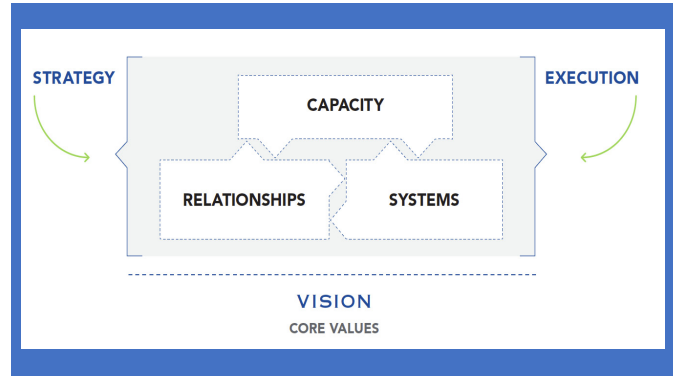 STRATEGY
EXECUTION
CAPACITY
RELATIONSHIPS
SYSTEMS
VISION
CORE VALUES